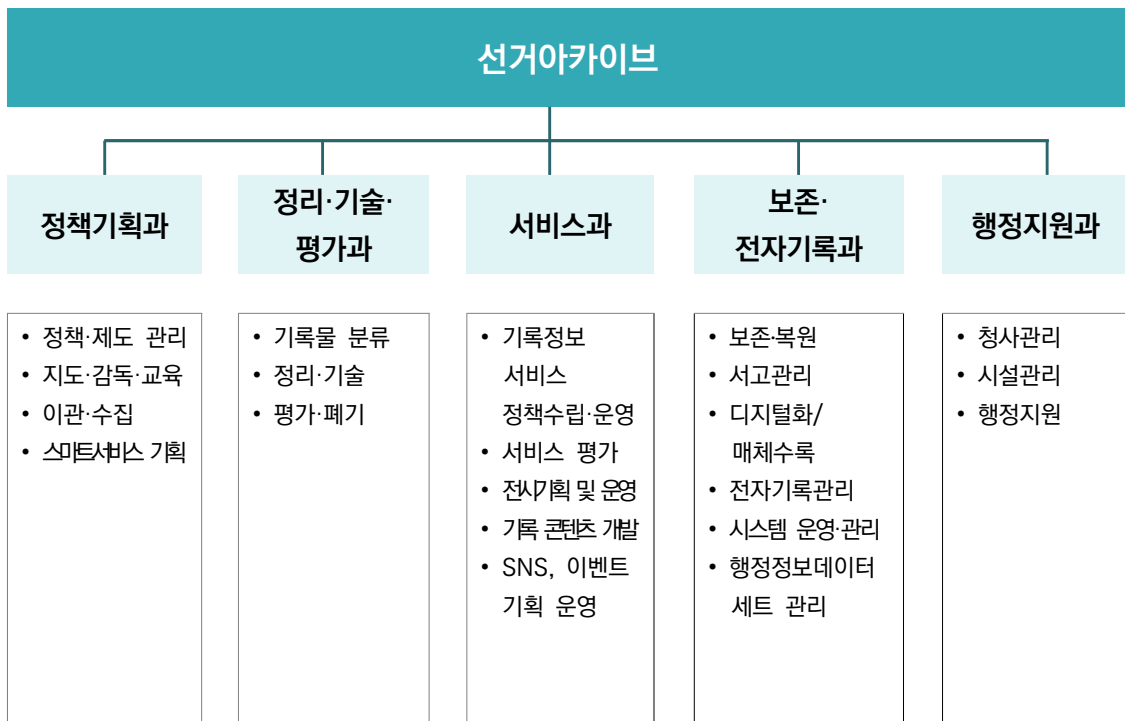 선거아카이브
정책기획과
정리·기술·
평가과
서비스과
보존·
전자기록과
행정지원과
• 정책·제도 관리
• 지도·감독·교육
• 이관·수집
• 스마트서비스 기획
• 기록물 분류
• 정리·기술
• 평가·폐기
• 기록정보
서비스
정책수립·운영
• 서비스 평가
• 전시기획 및 운영
• 기록 콘텐츠 개발
• SNS, 이벤트
기획 운영
• 보존·복원
• 서고관리
• 디지털화/
매체수록
• 전자기록관리
• 시스템 운영·관리
• 행정정보데이터
세트 관리
• 청사관리
• 시설관리
• 행정지원